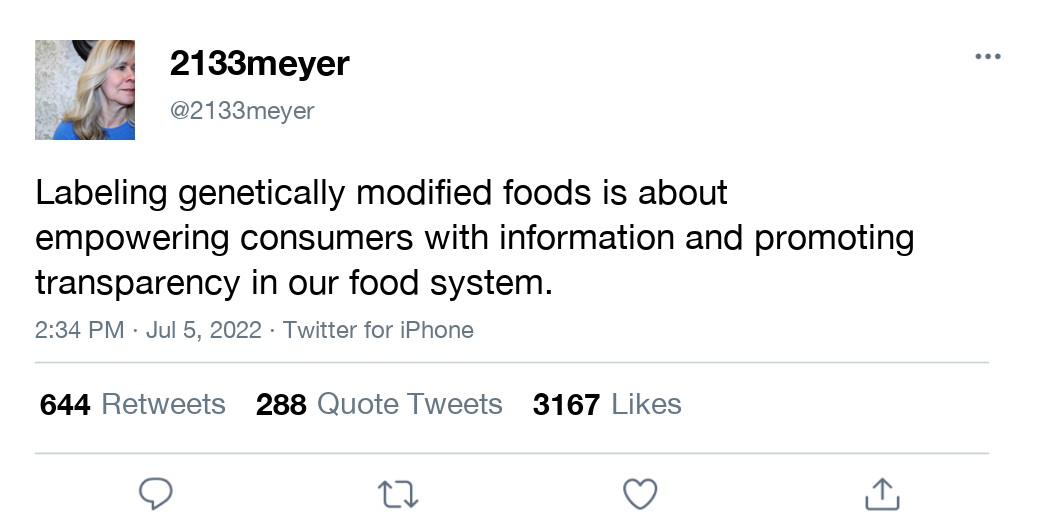 2133meyer
@2133meyer
Labeling genetically modified foods is about
empowering consumers with information and promoting
transparency in our food system.
2:34 PM · Jul 5, 2022 · Twitter for iPhone
644 Retweets 288 Quote Tweets 3167 Likes